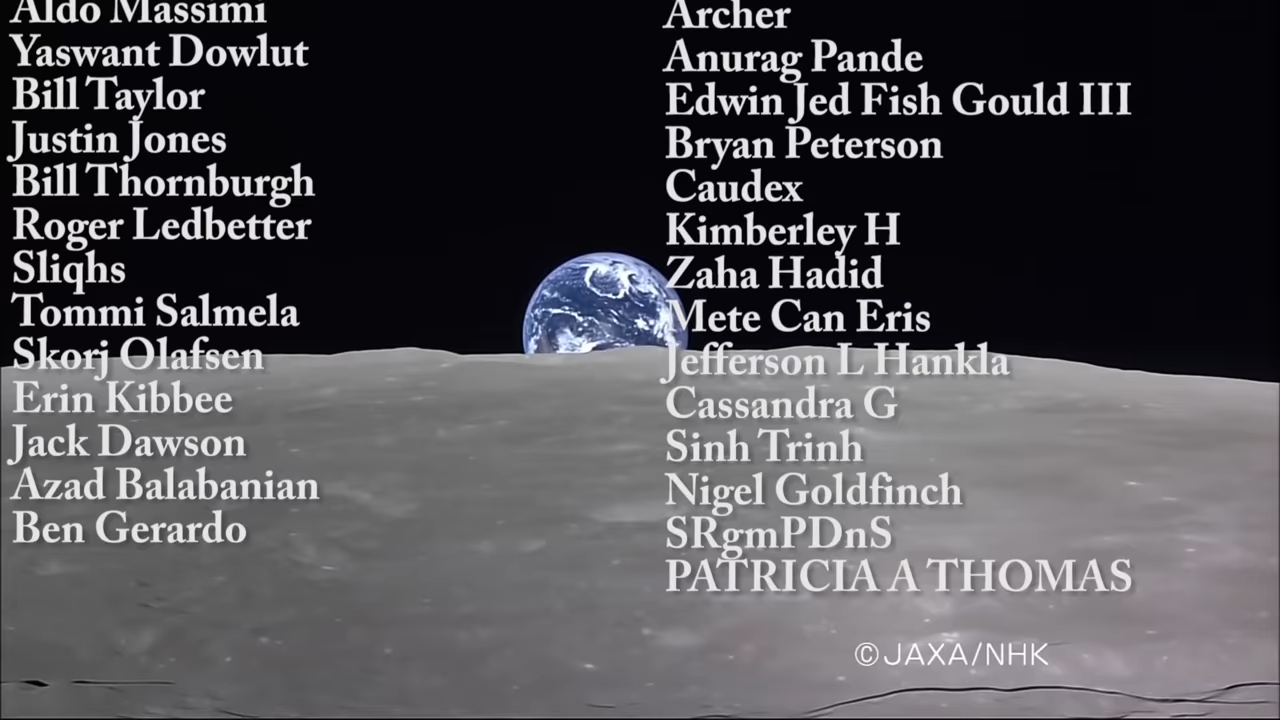 Aldo Massimi
Yaswant Dowlut
Bill Taylor
Justin Jones
Bill Thornburgh
Roger Ledbetter
Sliqhs
Tommi Salmela
Skorj Olafsen
Erin Kibbee
Jack Dawson
Azad Balabanian
Ben Gerardo
Archer
Anurag Pande
Edwin Jed Fish Gould III
Bryan Peterson
Caudex
Kimberley H
Zaha Hadid
Mete Can Eris
Jefferson L Hankla
Cassandra G
Sinh Trinh
Nigel Goldfinch
SRgmPDnS
PATRICIA A THOMAS
©JAXA/NHK